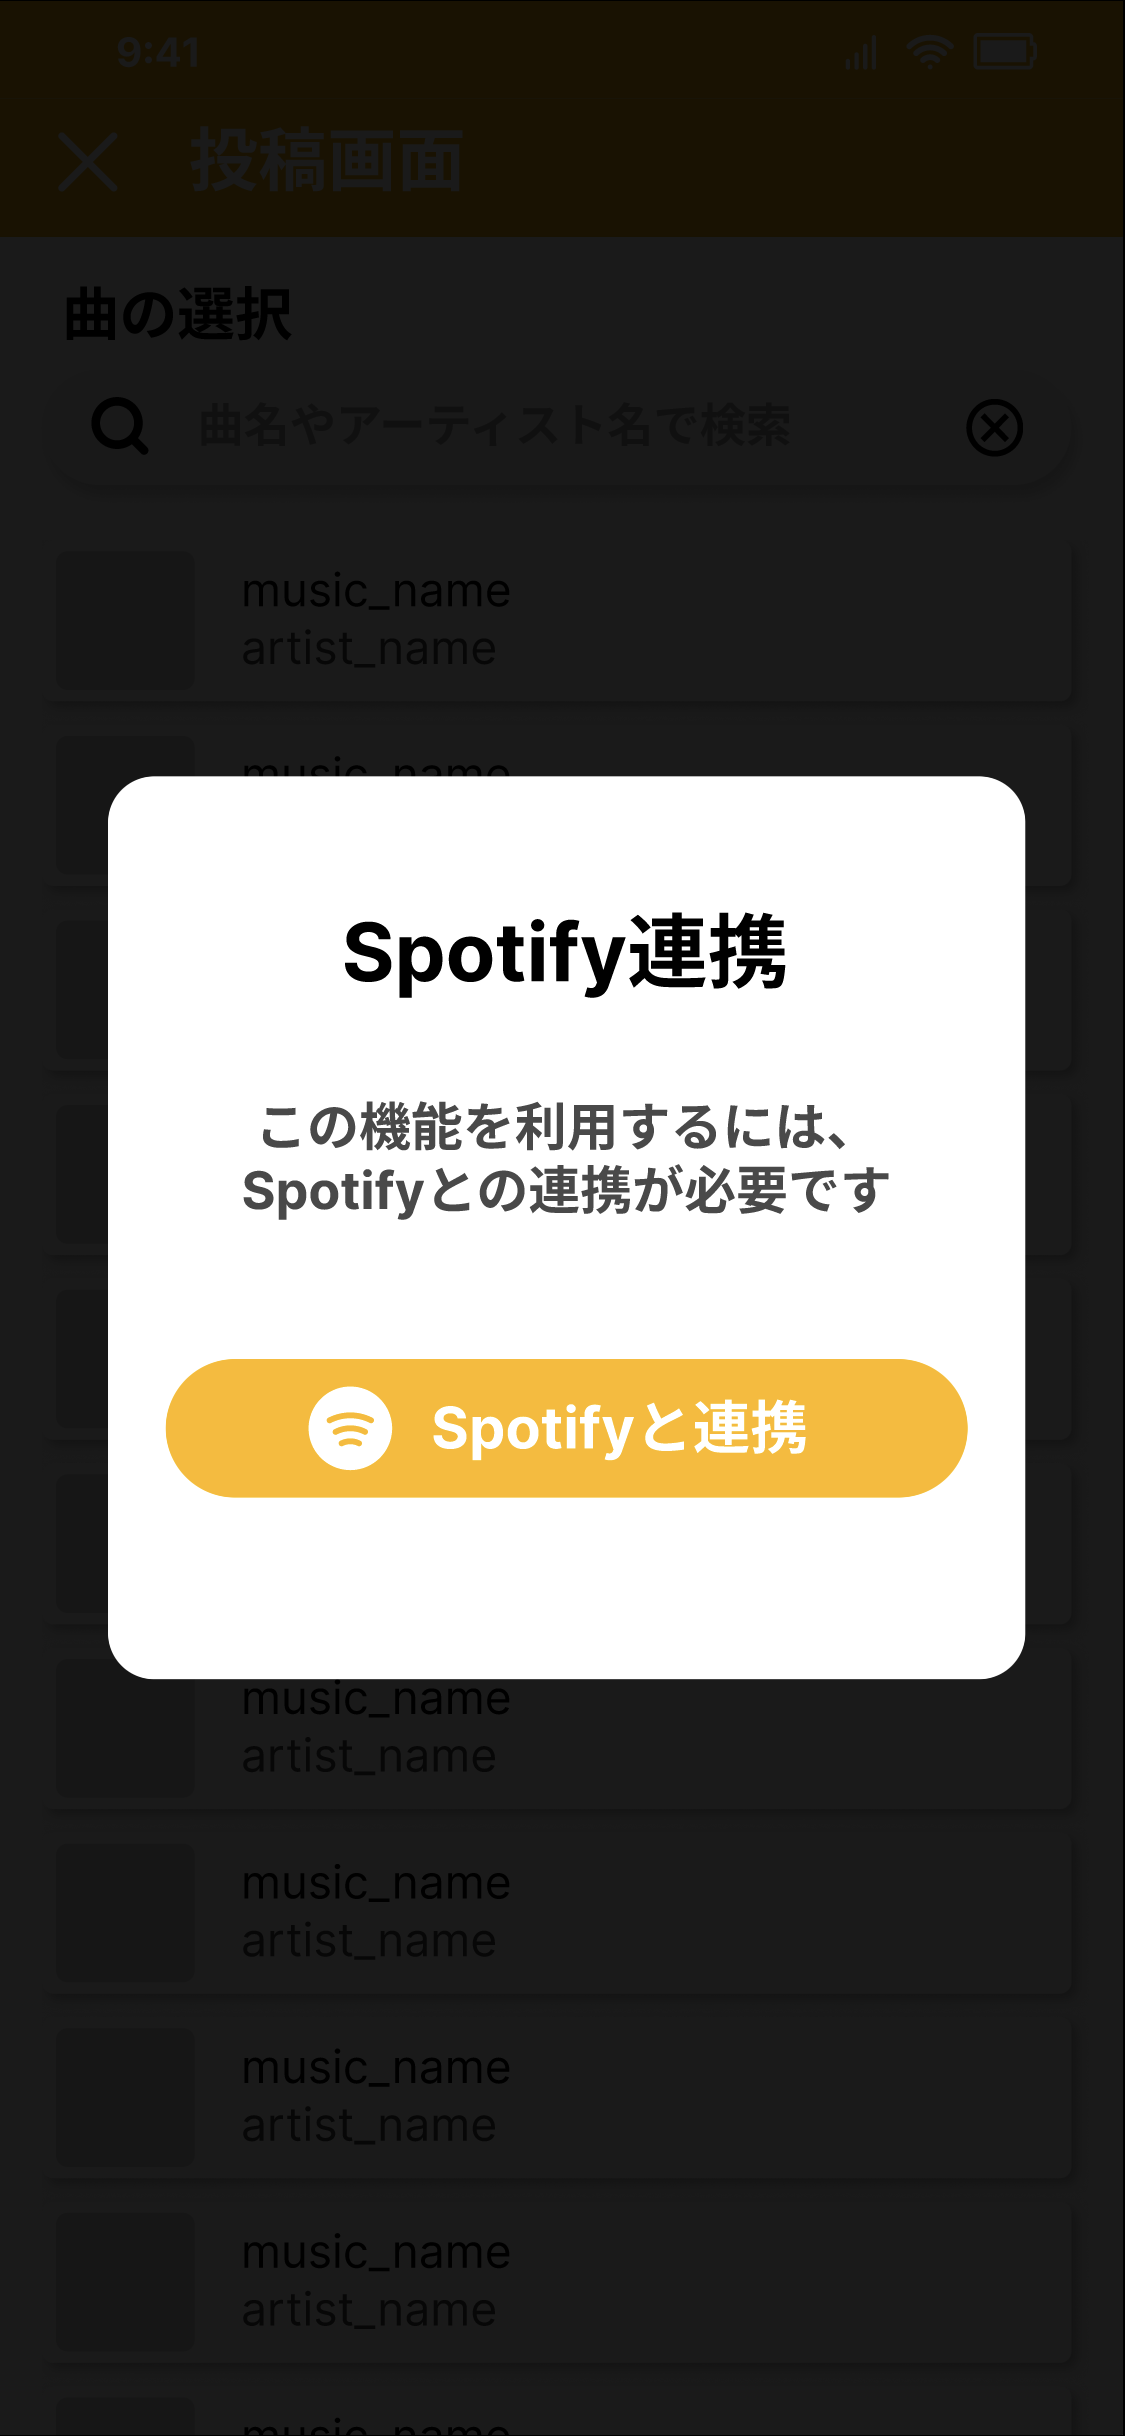 9:41
投稿画面
曲の選択
曲名やアーティスト名で検索
music_name
artist_name
music_name
Spotify連携
この機能を利用するには、
Spotifyとの連携が必要です
Spotifyと連携
music_name
artist_name
music_name
artist_name
music_name
artist_name
music_name
artist_name
music_name